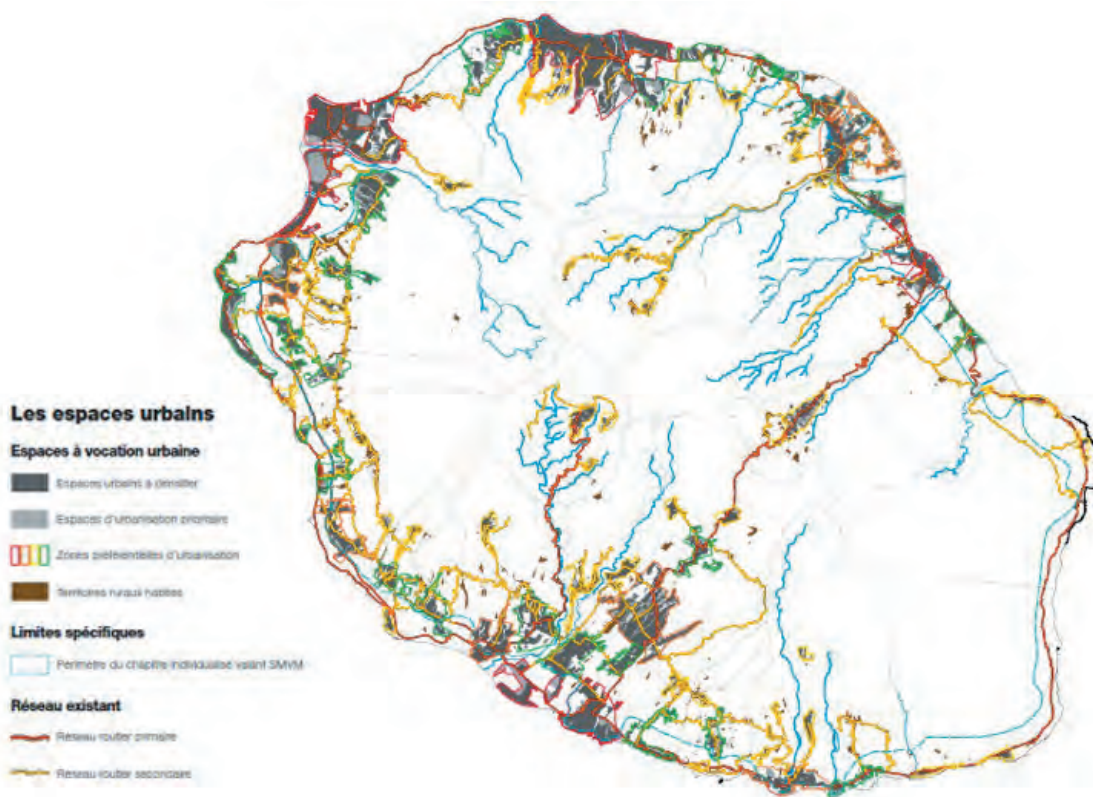 Les espaces urbains
Espaces à vocation urbaine
Espaces urbains à densifier
Espaces d'urbanisation prioritaire
Zones préférentielles d'urbanisation
Territoires ruraux habités
Limites spécifiques
Périmètre du chapitre individualisé valant SMVM
Réseau existant
Réseau routier primaire
Réseau routier secondaire